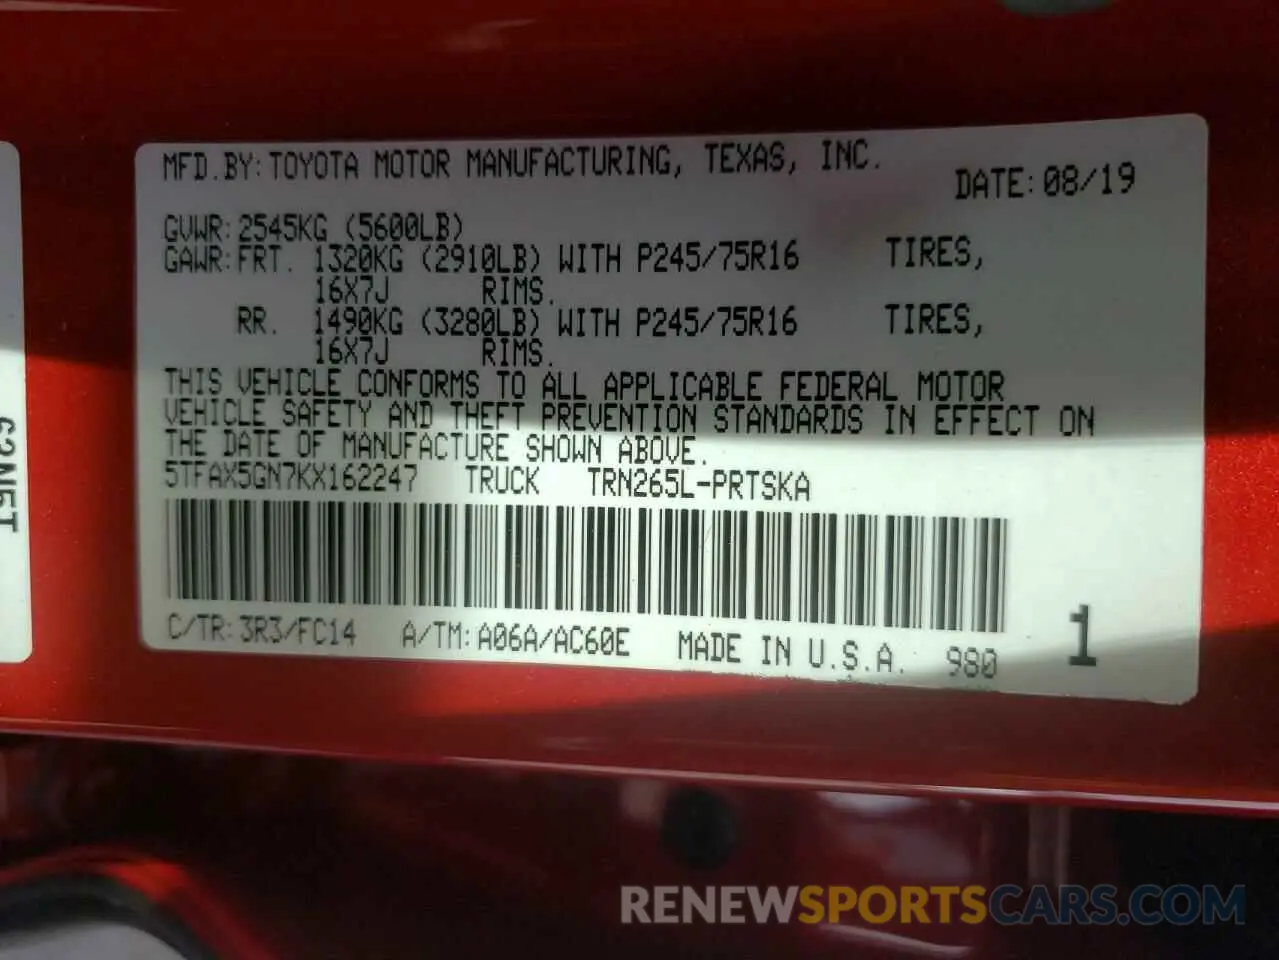 MFD.BY:TOYOTA MOTOR MANUFACTURING, TEXAS, INC.
DATE:08/19
GVWR:2545KG (5600LB)
GAWR:FRT. 1320KG (2910LB) WITH P245/75R16 TIRES,
16X7J RIMS.
RR. 1490KG (3280LB) WITH P245/75R16 TIRES,
16X7J RIMS.
THIS VEHICLE CONFORMS TO ALL APPLICABLE FEDERAL MOTOR
VEHICLE SAFETY AND THEFT PREVENTION STANDARDS IN EFFECT ON
THE DATE OF MANUFACTURE SHOWN ABOVE.
5TFAX5GN7KX162247 TRUCK TRN265L-PRTSKA
C/TR:3R3/FC14 A/TM:A06A/AC60E MADE IN U.S.A. 980
1
RENEWSPORTSCARS.COM